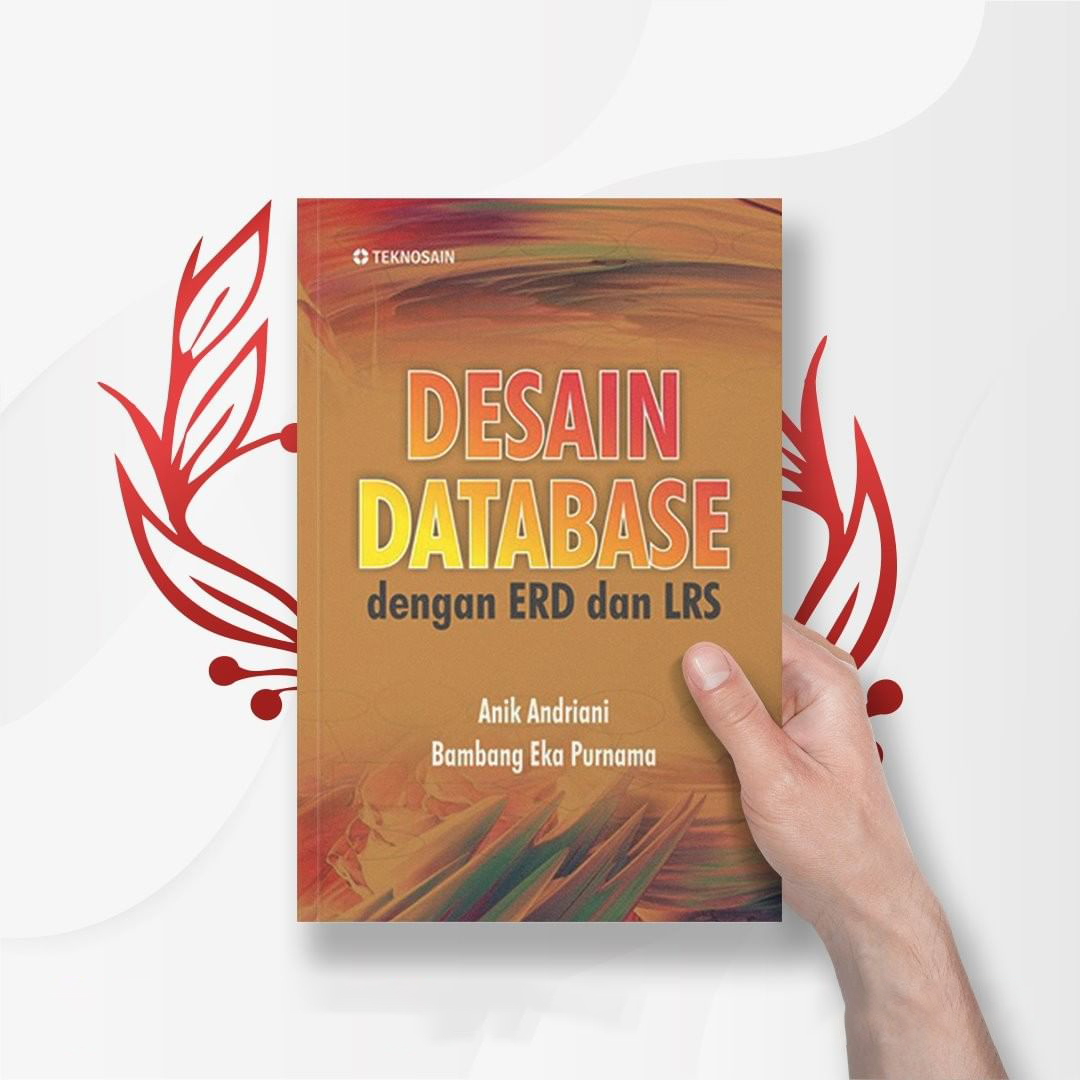 TEKNOSAIN
DESAIN
DATABASE
dengan ERD dan LRS
Anik Andriani
Bambang Eka Purnama